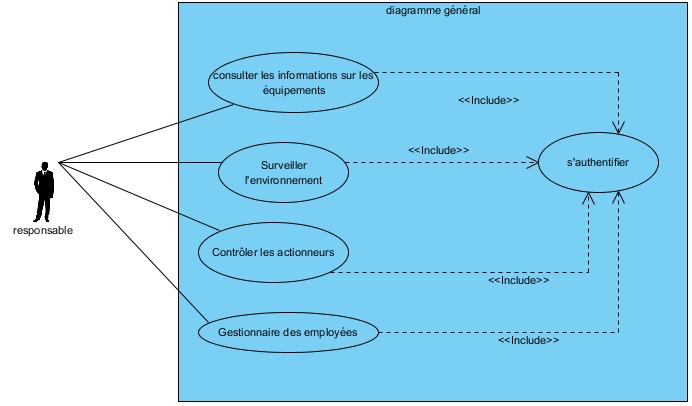 diagramme général
consulter les informations sur les
équipements
<<Include>>
<<Include>>
Surveiller
l'environnement
s'authentifier
responsable
Contrôler les actionneurs
<<Include>>
Gestionnaire des employées
<<Include>>